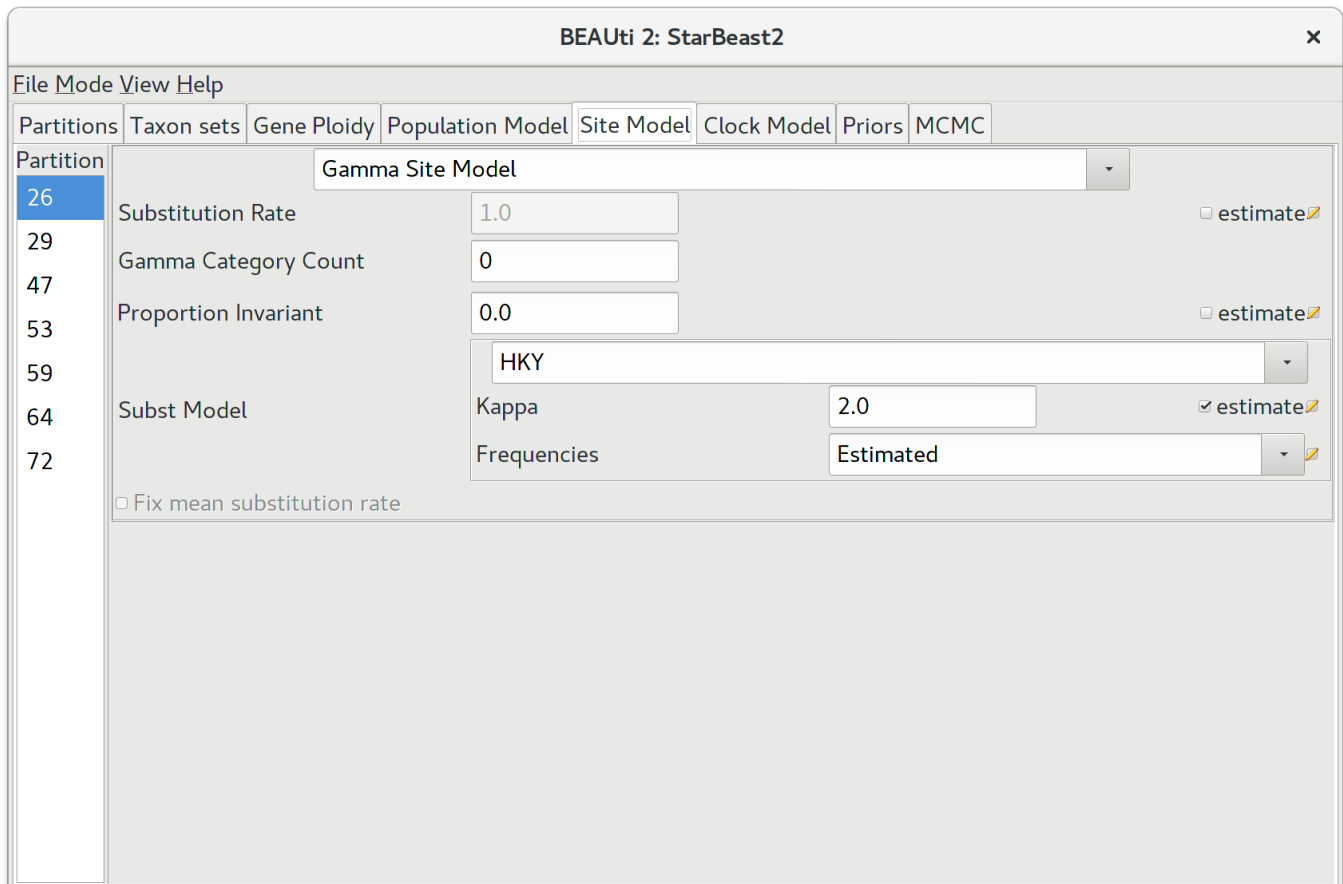 BEAUti 2: StarBeast2
File Mode View Help
Partitions Taxon sets Gene Ploidy Population Model Site Model Clock Model Priors MCMC
Partition
26
29
47
53
59
64
72
Gamma Site Model
Substitution Rate 1.0 estimate
Gamma Category Count 0
Proportion Invariant 0.0 estimate
HKY
Subst Model Kappa 2.0 estimate
Frequencies Estimated
Fix mean substitution rate